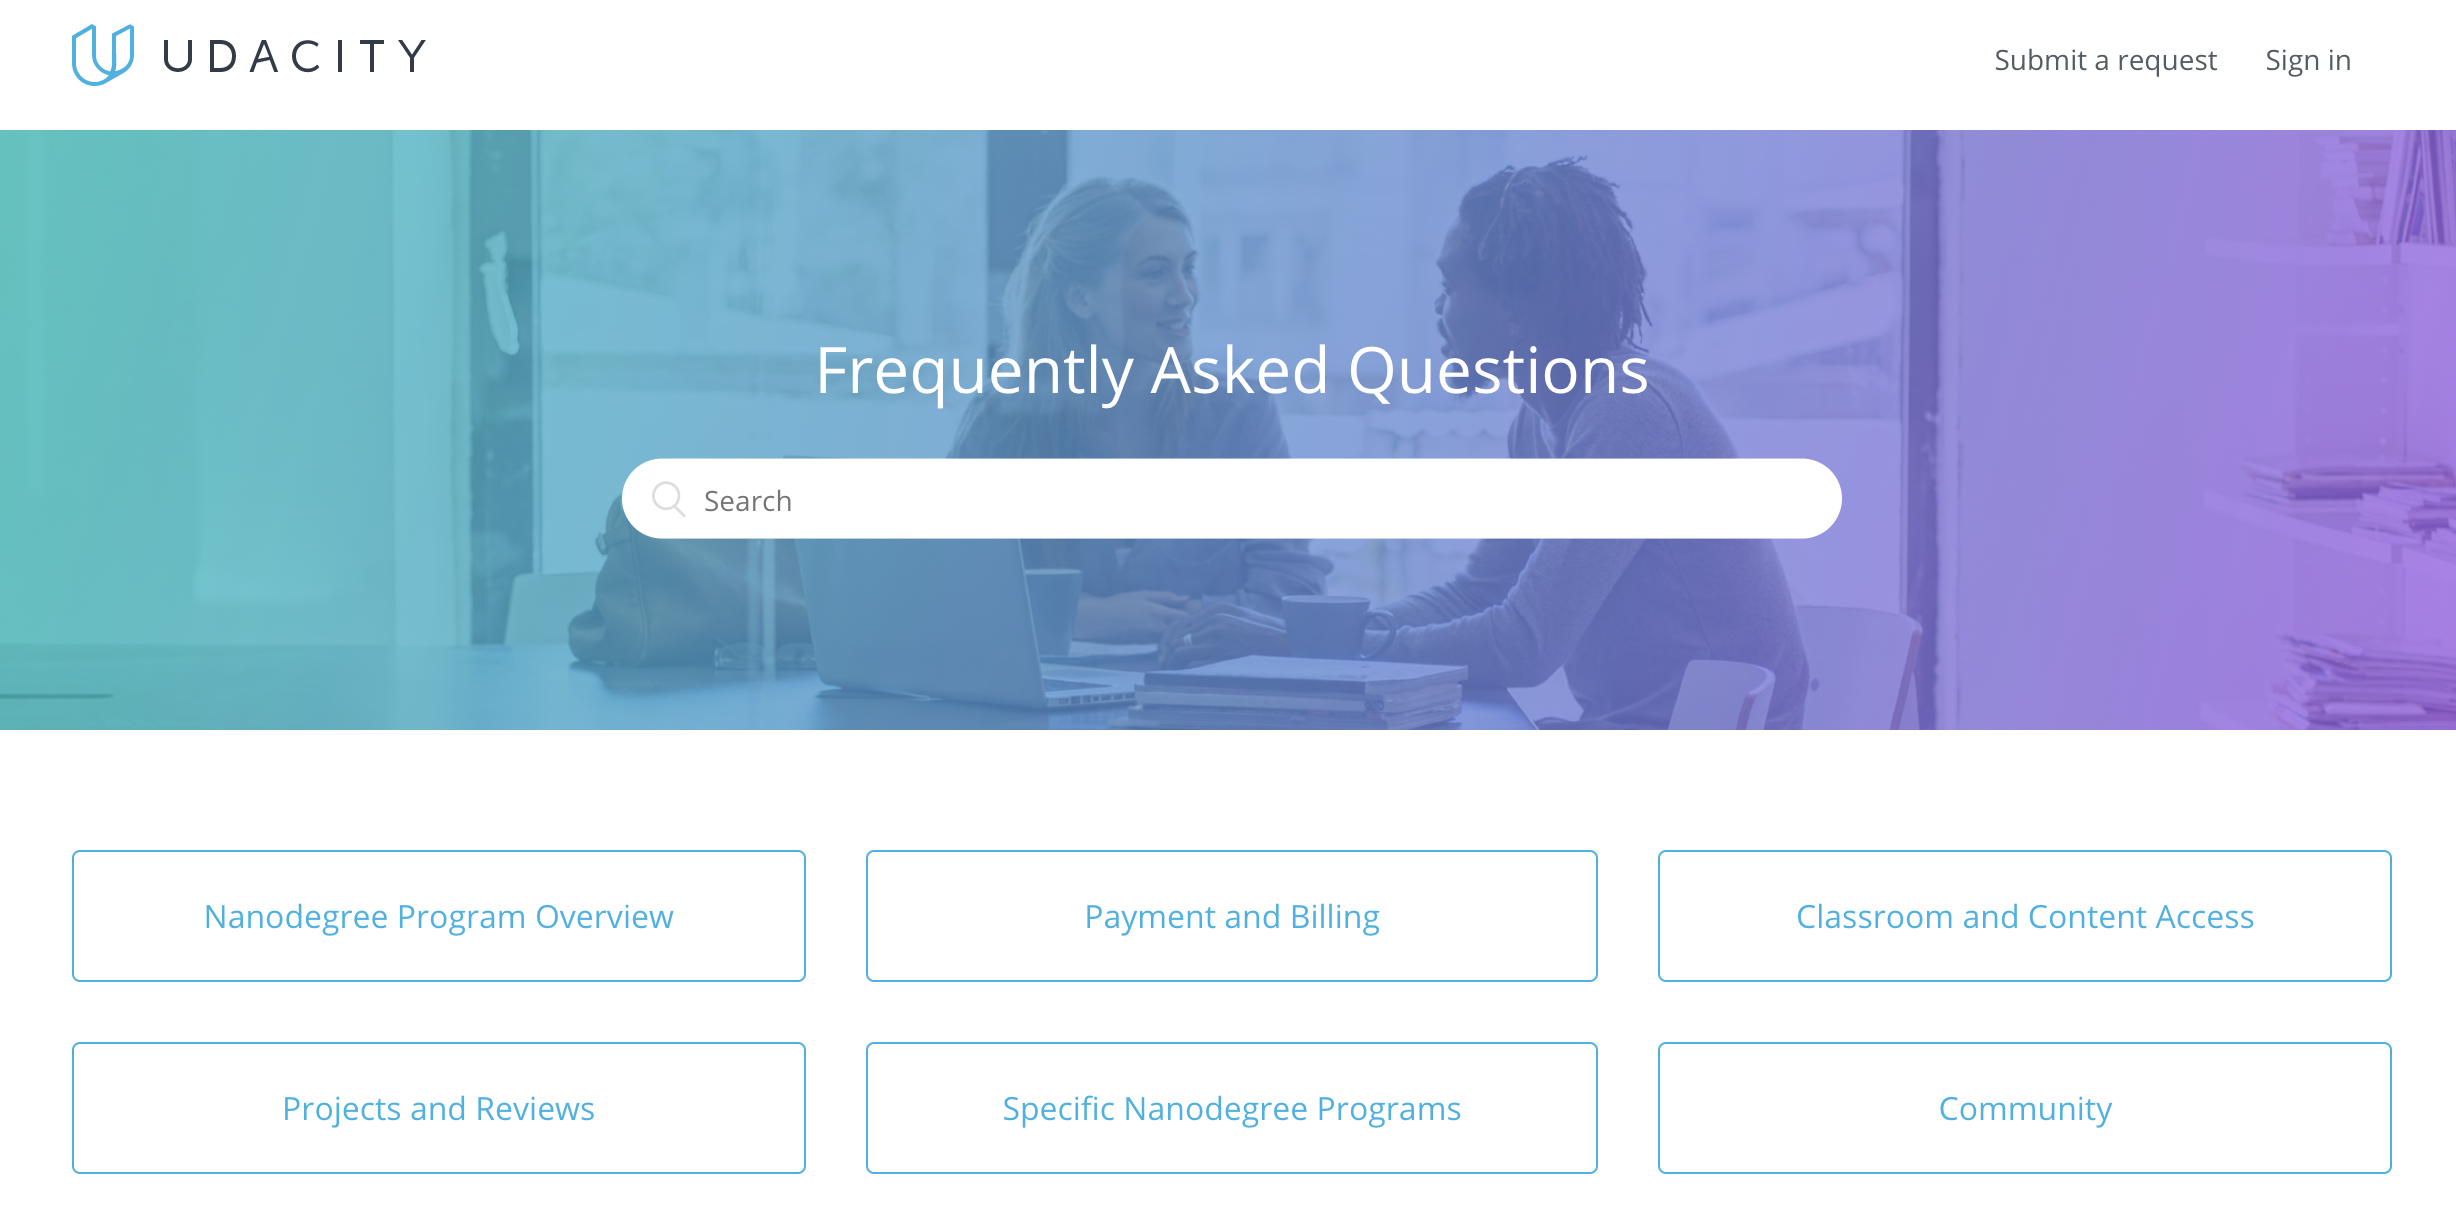 UDACITY
Submit a request
Sign in
Frequently Asked Questions
Search
Nanodegree Program Overview
Payment and Billing
Classroom and Content Access
Projects and Reviews
Specific Nanodegree Programs
Community